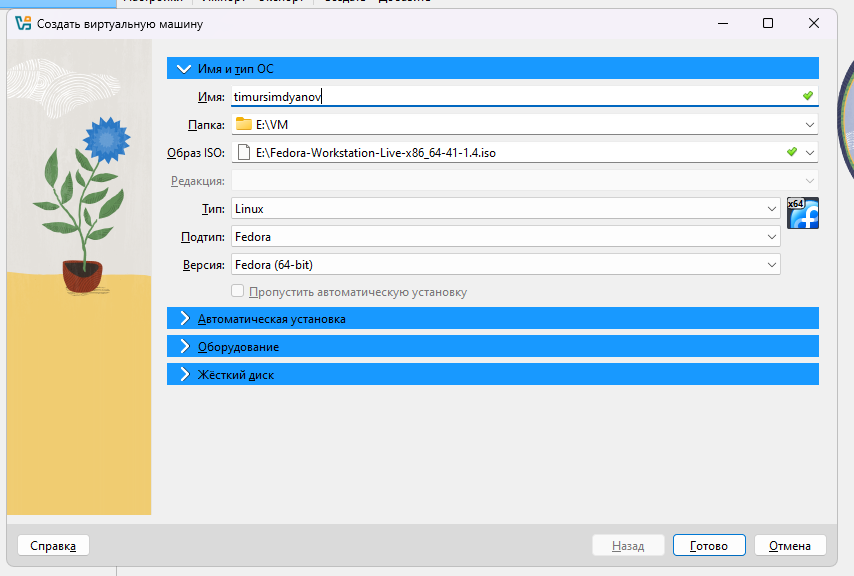 Создать виртуальную машину
Имя и тип ОС
Имя: timursimdyanov
Папка: E:\VM
Образ ISO: E:\Fedora-Workstation-Live-x86_64-41-1.4.iso
Редакция:
Тип: Linux
x64
Подтип: Fedora
Версия: Fedora (64-bit)
Пропустить автоматическую установку
Автоматическая установка
Оборудование
Жёсткий диск
Справка Назад Готово Отмена